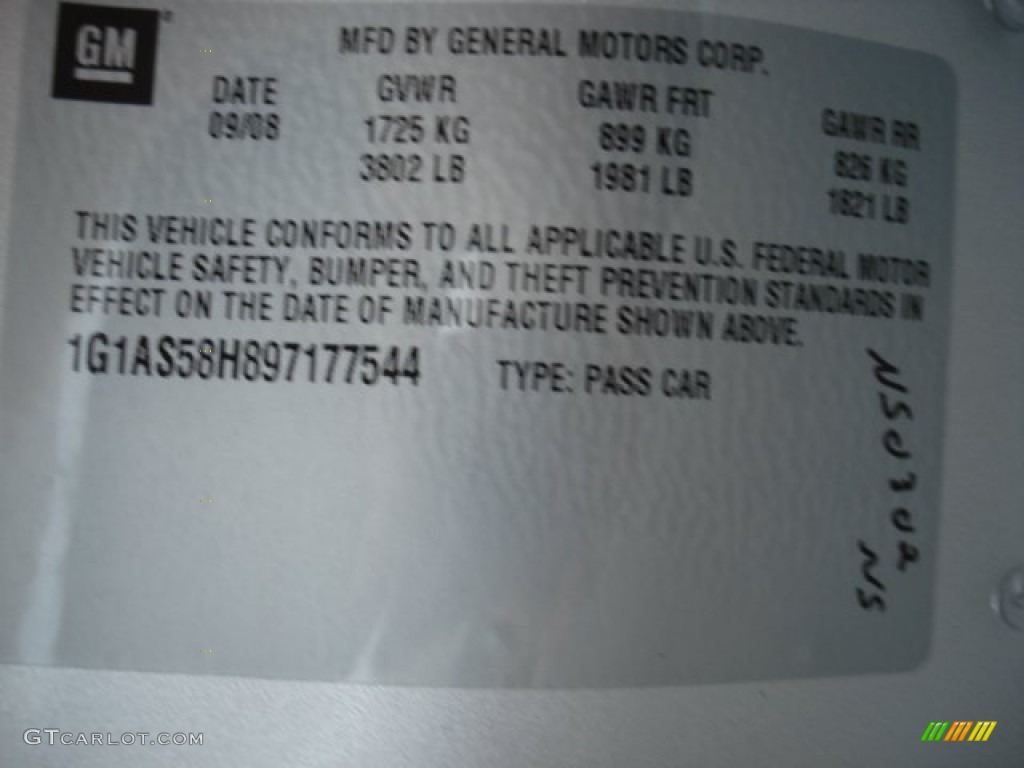 GM
MFD BY GENERAL MOTORS CORP.
DATE GVWR GAWR FRT GAWR RR
09/08 1725 KG 899 KG 826 KG
3802 LB 1981 LB 1821 LB
THIS VEHICLE CONFORMS TO ALL APPLICABLE U.S. FEDERAL MOTOR
VEHICLE SAFETY, BUMPER, AND THEFT PREVENTION STANDARDS IN
EFFECT ON THE DATE OF MANUFACTURE SHOWN ABOVE.
1G1AS58H897177544 TYPE: PASS CAR
NS
GTCARLOT.COM